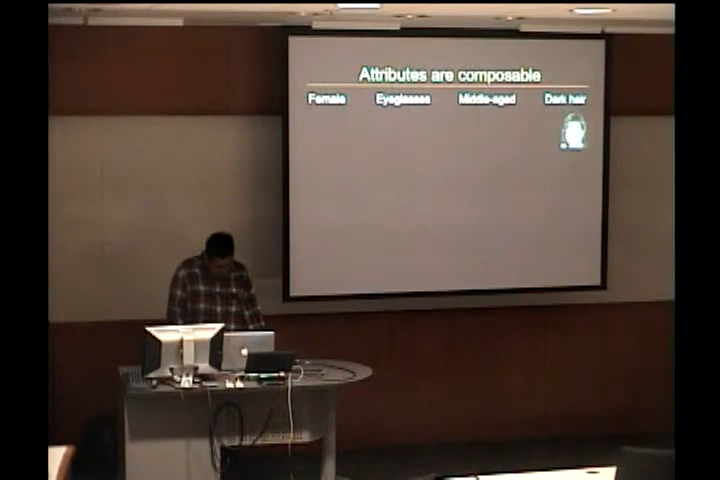 Attributes are composable
Female Eyeglasses Middle-aged Dark hair